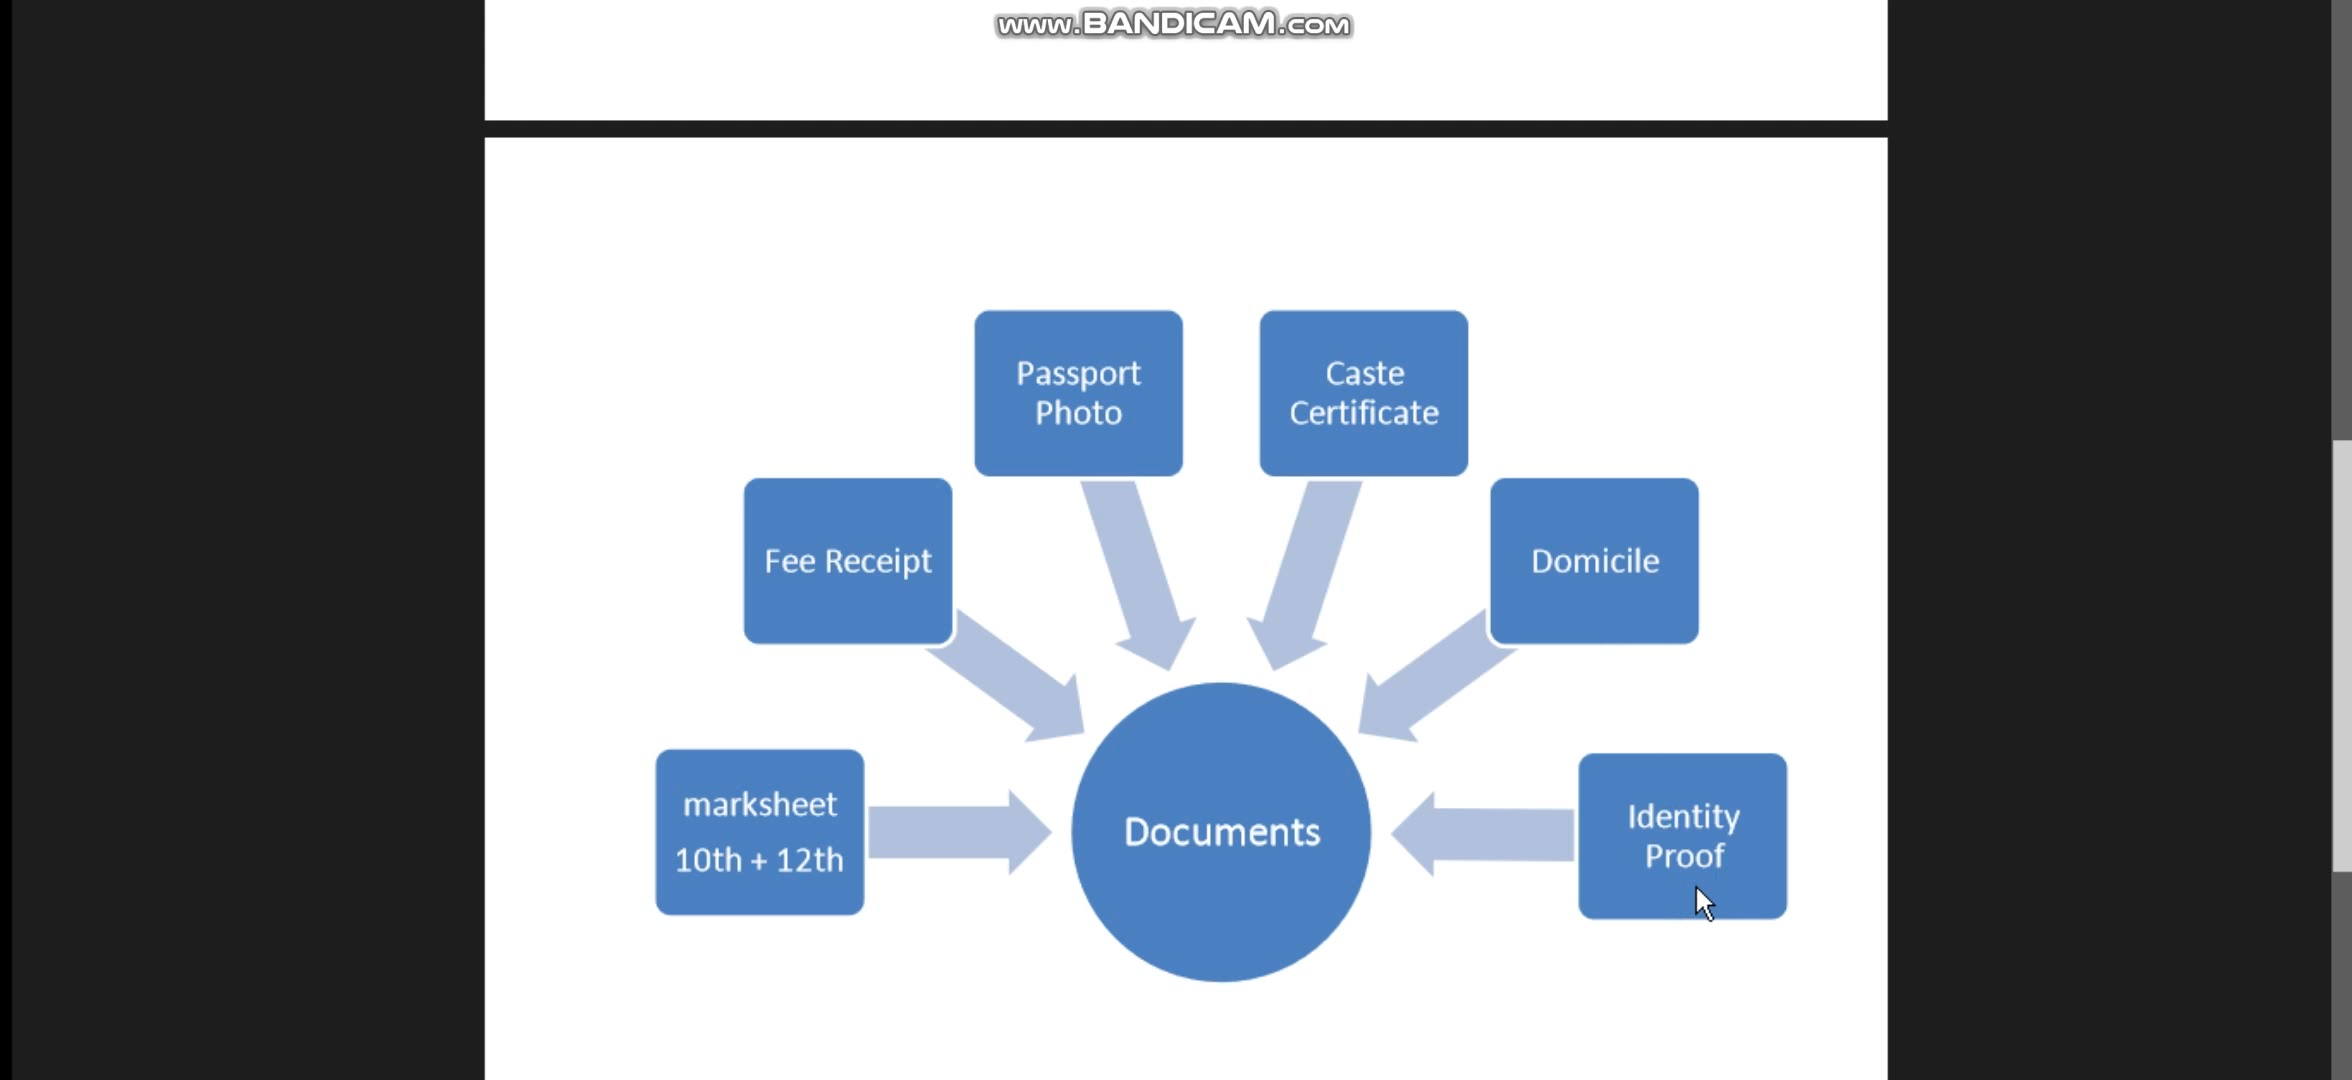 www.BANDICAM.com
Passport
Photo
Caste
Certificate
Fee Receipt
Domicile
marksheet
10th + 12th
Documents
Identity
Proof